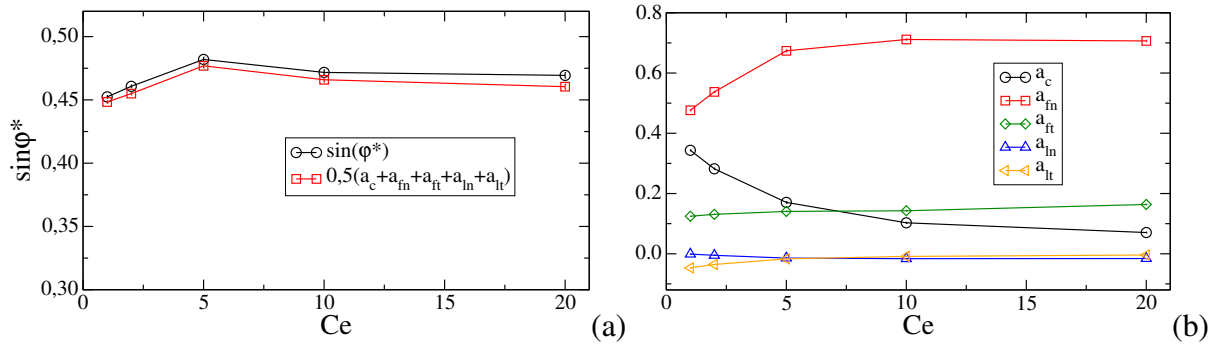 0,50
0,45
0,40
0,35
0,30
sinφ*
sin(φ*)
0,5(a_c+a_fn+a_ft+a_ln+a_lt)
0 5 10 15 20
Ce
(a)
0.8
0.6
0.4
0.2
0.0
a_c
a_fn
a_ft
a_ln
a_lt
0 5 10 15 20
Ce
(b)